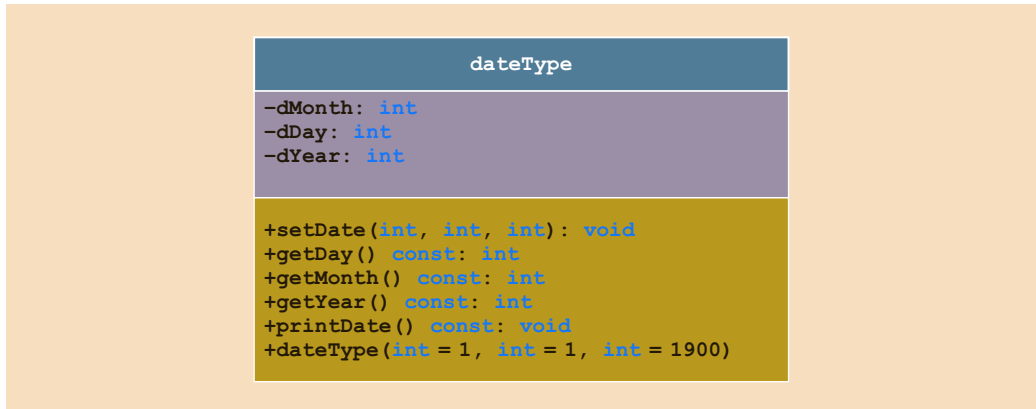 dateType
-dMonth: int
-dDay: int
-dYear: int
+setDate(int, int, int): void
+getDay() const: int
+getMonth() const: int
+getYear() const: int
+printDate() const: void
+dateType(int = 1, int = 1, int = 1900)